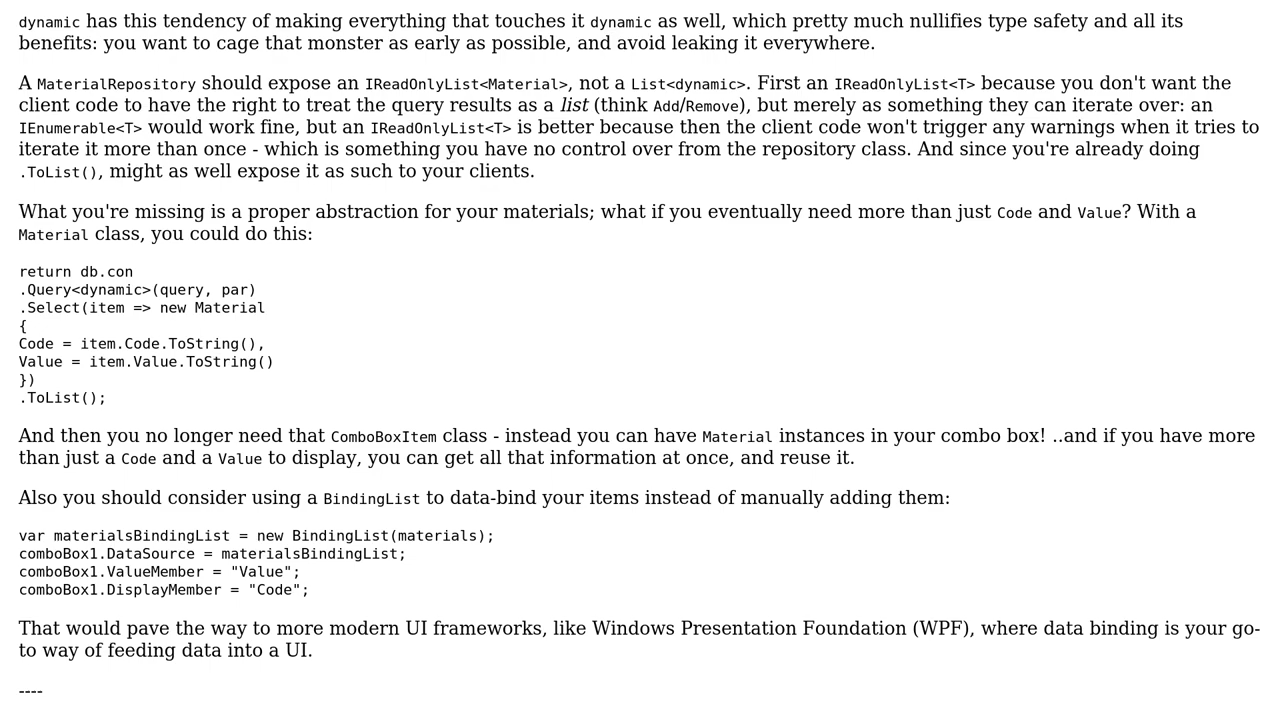 dynamic has this tendency of making everything that touches it dynamic as well, which pretty much nullifies type safety and all its
benefits: you want to cage that monster as early as possible, and avoid leaking it everywhere.
A MaterialRepository should expose an IReadOnlyList<Material>, not a List<dynamic>. First an IReadOnlyList<T> because you don't want the
client code to have the right to treat the query results as a list (think Add/Remove), but merely as something they can iterate over: an
IEnumerable<T> would work fine, but an IReadOnlyList<T> is better because then the client code won't trigger any warnings when it tries to
iterate it more than once - which is something you have no control over from the repository class. And since you're already doing
.ToList(), might as well expose it as such to your clients.
What you're missing is a proper abstraction for your materials; what if you eventually need more than just Code and Value? With a
Material class, you could do this:
return db.con
.Query<dynamic>(query, par)
.Select(item => new Material
{
Code = item.Code.ToString(),
Value = item.Value.ToString()
})
.ToList();
And then you no longer need that ComboBoxItem class - instead you can have Material instances in your combo box! ..and if you have more
than just a Code and a Value to display, you can get all that information at once, and reuse it.
Also you should consider using a BindingList to data-bind your items instead of manually adding them:
var materialsBindingList = new BindingList(materials);
comboBox1.DataSource = materialsBindingList;
comboBox1.ValueMember = "Value";
comboBox1.DisplayMember = "Code";
That would pave the way to more modern UI frameworks, like Windows Presentation Foundation (WPF), where data binding is your go-
to way of feeding data into a UI.
----